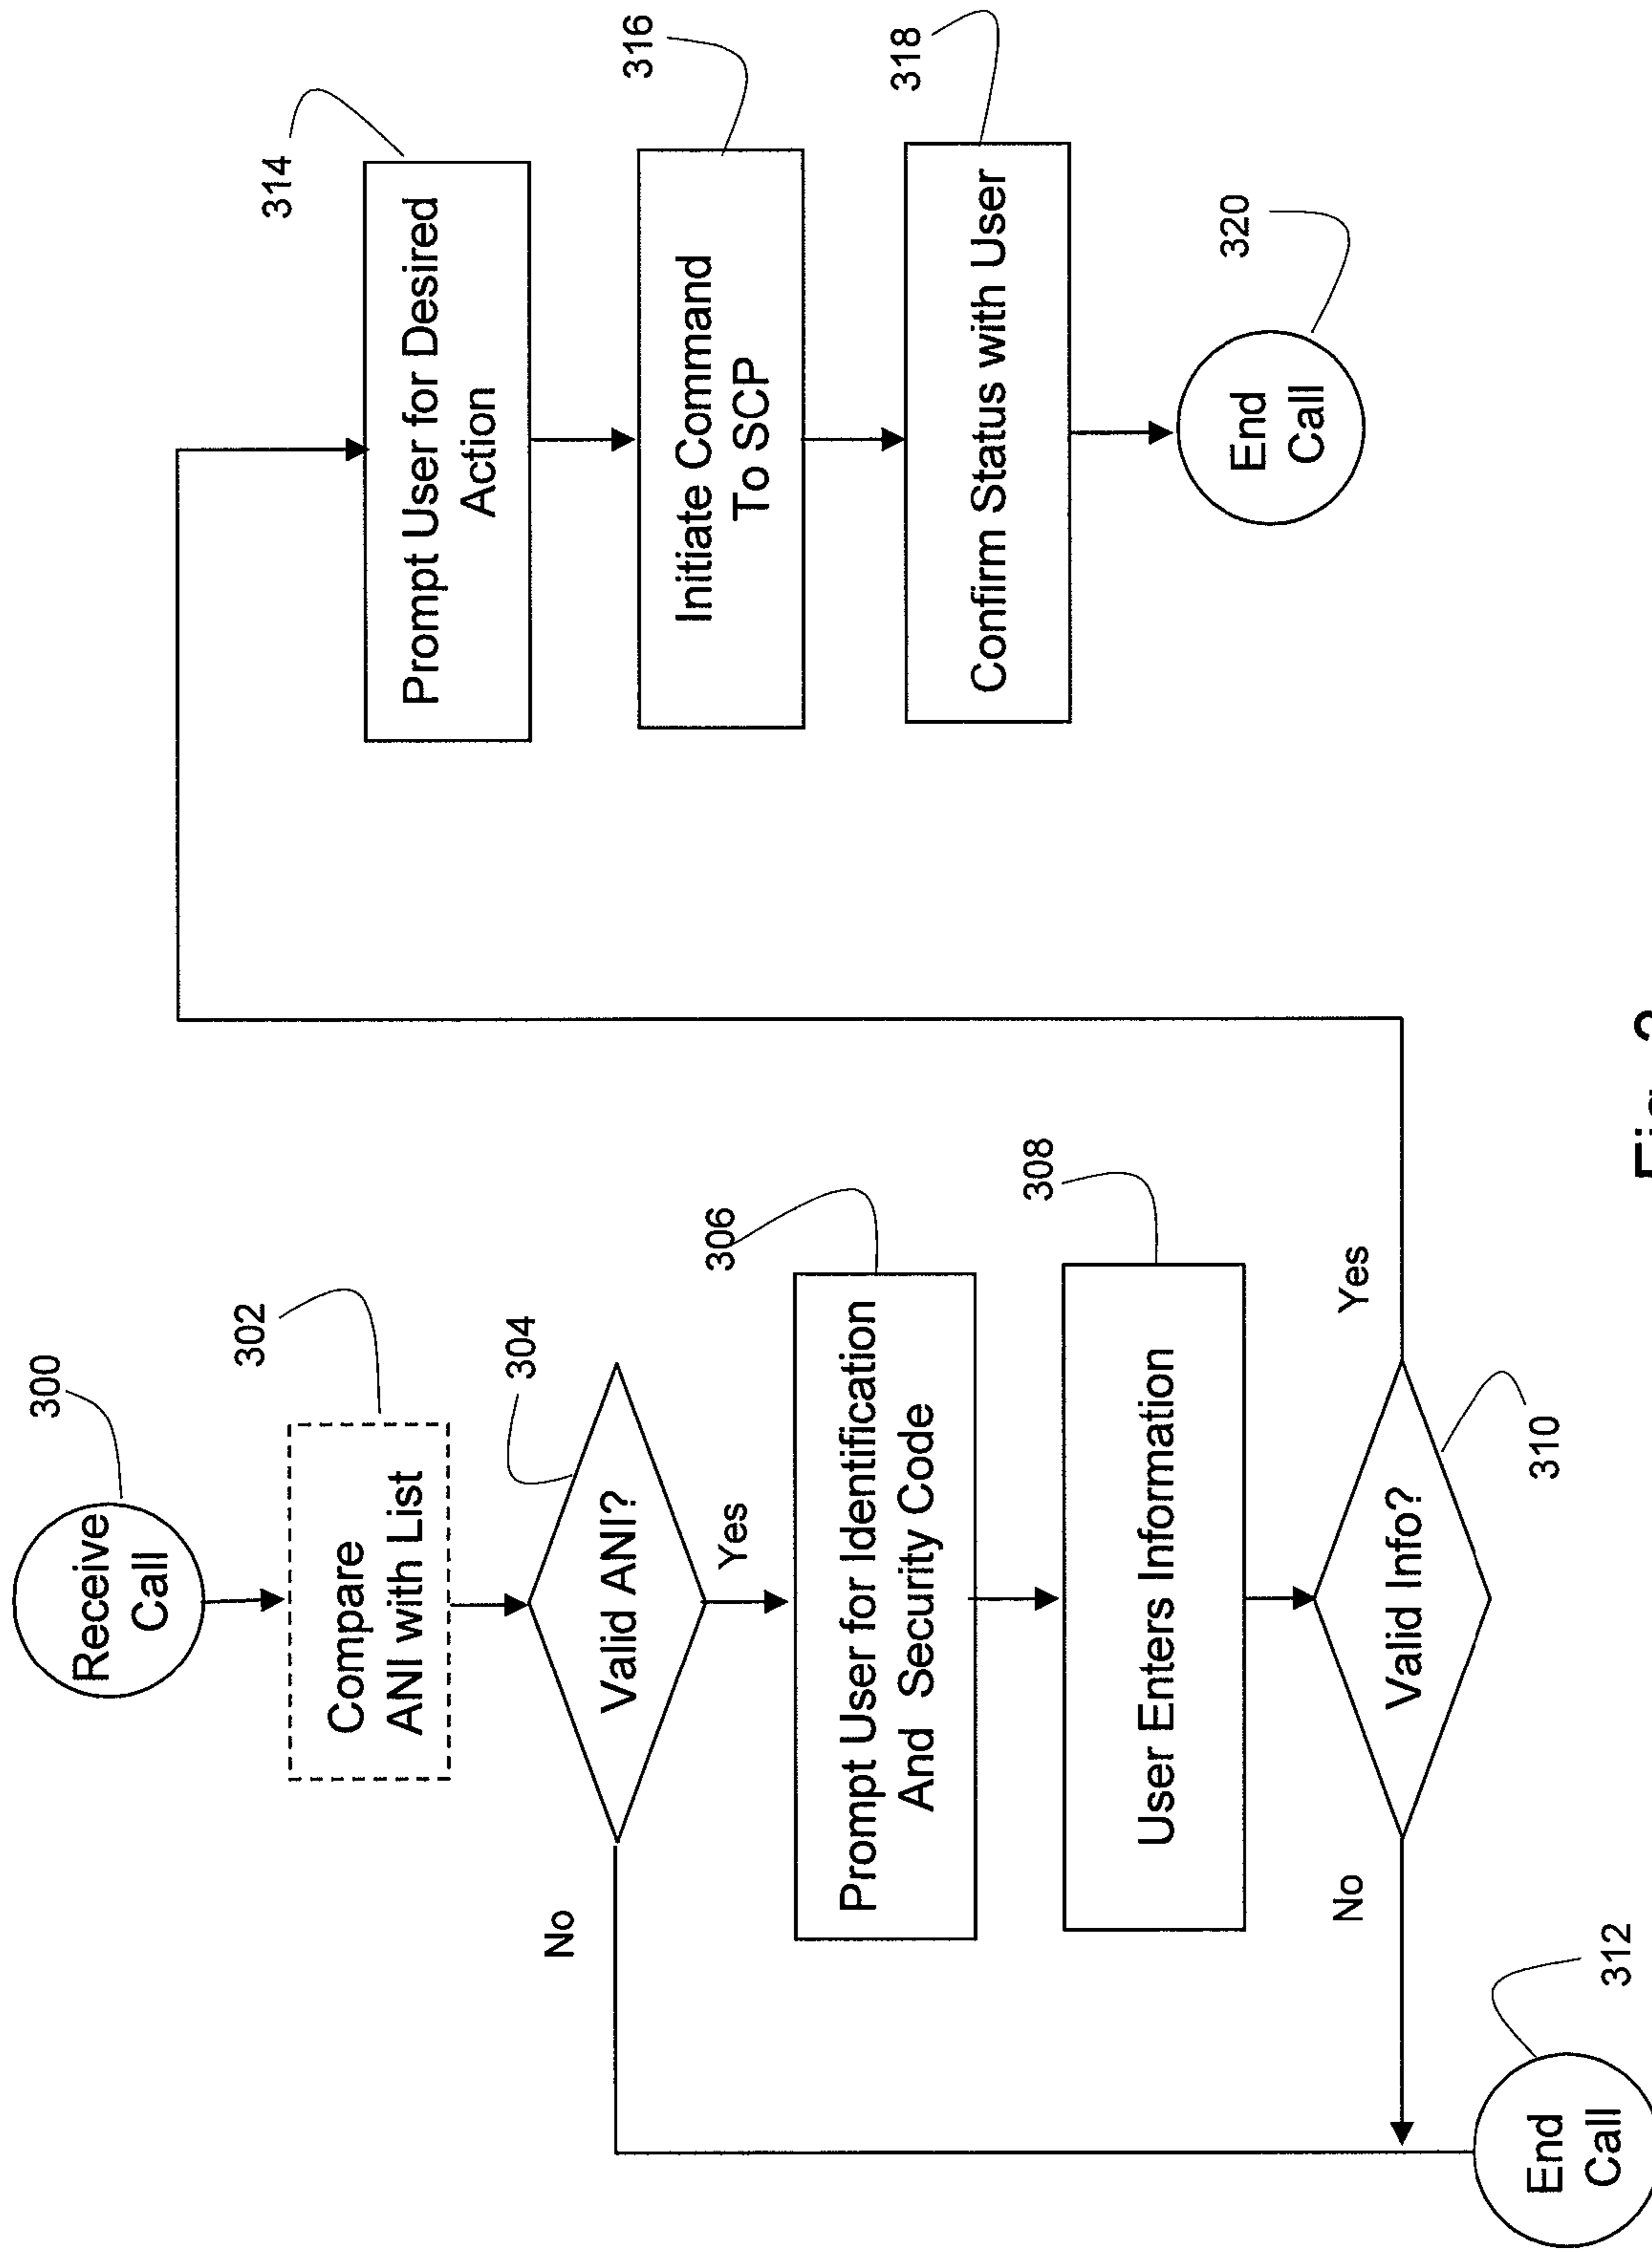 300
Receive
Call
302
Compare
ANI with List
304
Valid ANI?
No
Yes
306
Prompt User for Identification
And Security Code
308
User Enters Information
310
Valid Info?
No
Yes
312
End
Call
314
Prompt User for Desired
Action
316
Initiate Command
To SCP
318
Confirm Status with User
320
End
Call